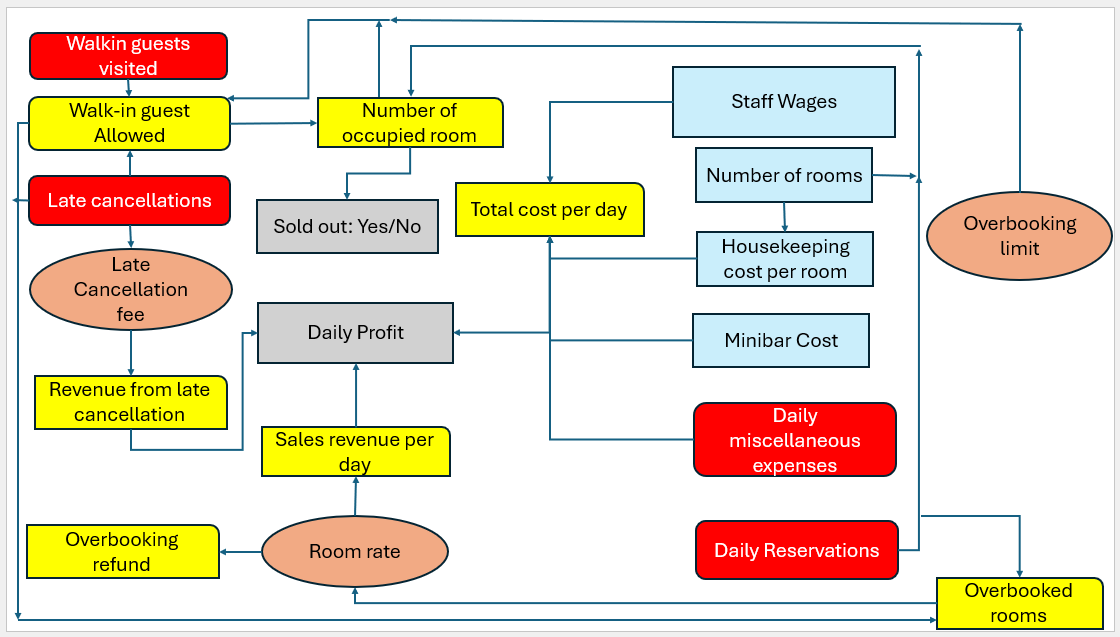 Walkin guests
visited
Walk-in guest
Allowed
Number of
occupied room
Staff Wages
Number of rooms
Late cancellations
Total cost per day
Sold out: Yes/No
Overbooking
limit
Housekeeping
cost per room
Late
Cancellation
fee
Daily Profit
Minibar Cost
Revenue from late
cancellation
Daily
miscellaneous
expenses
Sales revenue per
day
Overbooking
refund
Room rate
Daily Reservations
Overbooked
rooms